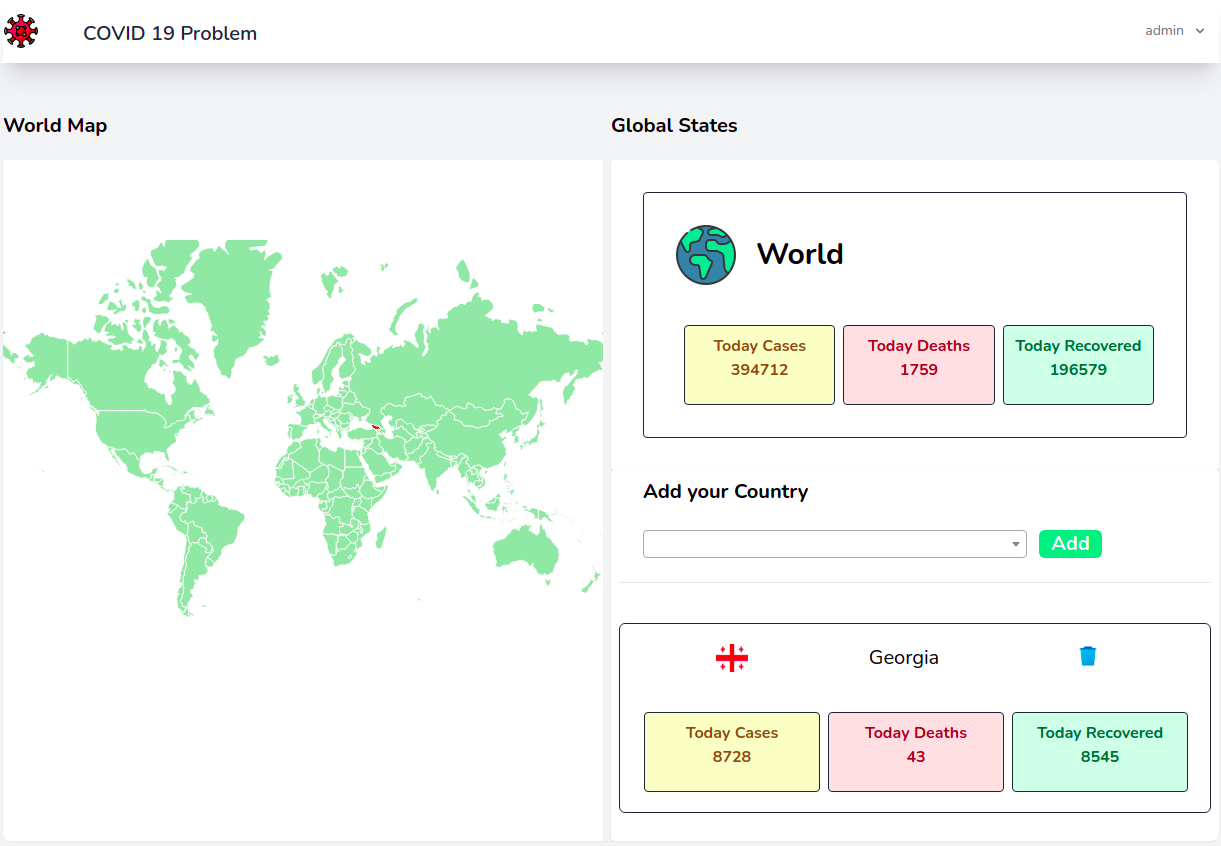 COVID 19 Problem
admin
World Map
Global States
World
Today Cases
394712
Today Deaths
1759
Today Recovered
196579
Add your Country
Add
Georgia
Today Cases
8728
Today Deaths
43
Today Recovered
8545